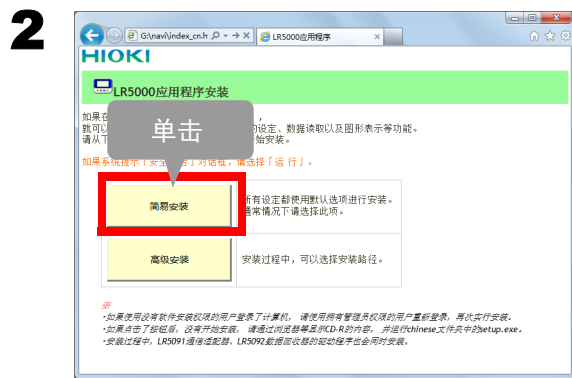 2
G:\navi\index_cn.h
LR5000应用程序
HIOKI
LR5000应用程序安装
如果在
,
就可以
的设定、数据读取以及图形表示等功能。
请从下
始安装。
单击
如果系统提示「安全
」对话框,请选择「运 行」。
简易安装
所有设定都使用默认选项进行安装。
通常情况下请选择此项。
高级安装
安装过程中，可以选择安装路径。
※
·如果使用没有软件安装权限的用户登录了计算机， 请使用拥有管理员权限的用户重新登录，再次实行安装。
·如果点击了按钮后，没有开始安装， 请通过浏览器等显示CD-R的内容， 并运行chinese文件夹中的setup.exe。
·安装过程中，LR5091通信适配器、LR5092数据回收器的驱动程序也会同时安装。